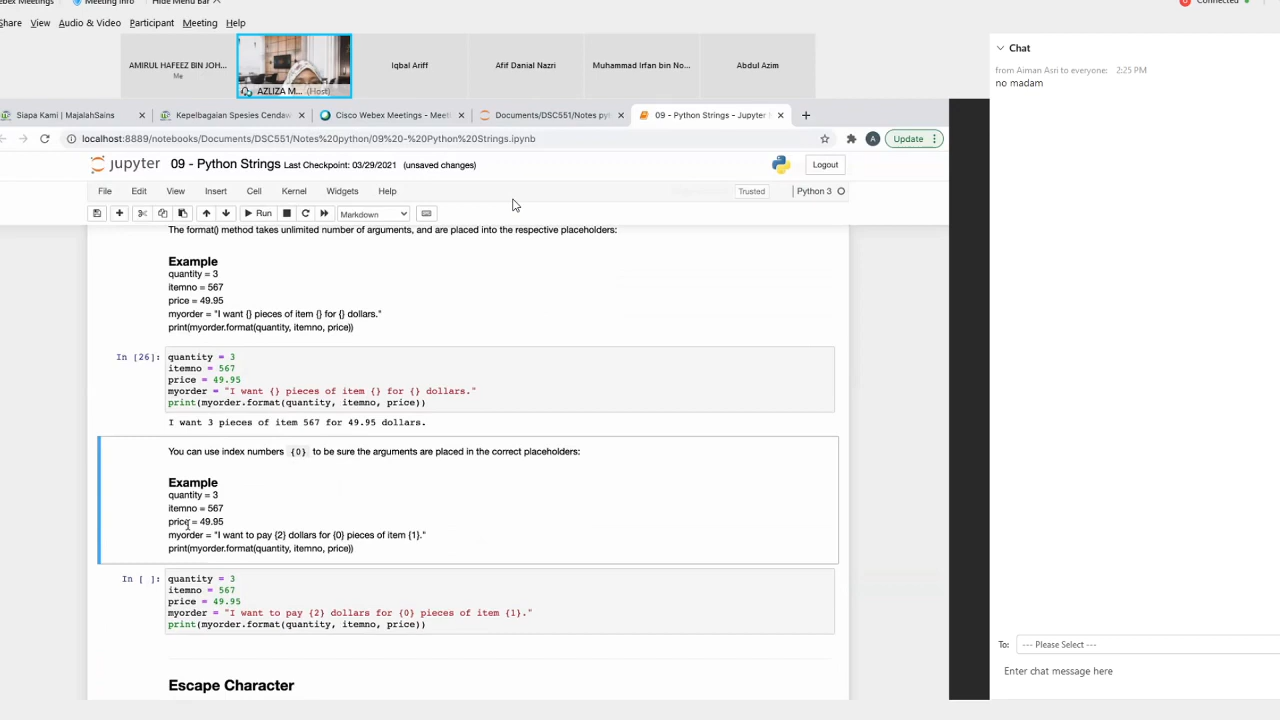 ebex Meetings Meeting Info Hide Menu Bar Connected
Share View Audio & Video Participant Meeting Help
AMIRUL HAFEEZ BIN JOH... Me
AZLIZA M... (Host)
Iqbal Ariff
Afif Danial Nazri
Muhammad Irfan bin No...
Abdul Azim
Siapa Kami | MajalahSains
Kepelbagaian Spesies Cendaw
Cisco Webex Meetings - Meet
Documents/DSC551/Notes pyt
09 - Python Strings - Jupyter
localhost:8889/notebooks/Documents/DSC551/Notes%20python/09%20-%20Python%20Strings.ipynb
A Update
jupyter 09 - Python Strings Last Checkpoint: 03/29/2021 (unsaved changes)
Logout
File Edit View Insert Cell Kernel Widgets Help
Trusted Python 3
Run Markdown
The format() method takes unlimited number of arguments, and are placed into the respective placeholders:
Example
quantity = 3
itemno = 567
price = 49.95
myorder = "I want {} pieces of item {} for {} dollars."
print(myorder.format(quantity, itemno, price))
In [26]: quantity = 3
itemno = 567
price = 49.95
myorder = "I want {} pieces of item {} for {} dollars."
print(myorder.format(quantity, itemno, price))
I want 3 pieces of item 567 for 49.95 dollars.
You can use index numbers {0} to be sure the arguments are placed in the correct placeholders:
Example
quantity = 3
itemno = 567
price = 49.95
myorder = "I want to pay {2} dollars for {0} pieces of item {1}."
print(myorder.format(quantity, itemno, price))
In [ ]: quantity = 3
itemno = 567
price = 49.95
myorder = "I want to pay {2} dollars for {0} pieces of item {1}."
print(myorder.format(quantity, itemno, price))
Escape Character
Chat
from Aiman Asri to everyone: 2:25 PM
no madam
To: --- Please Select ---
Enter chat message here